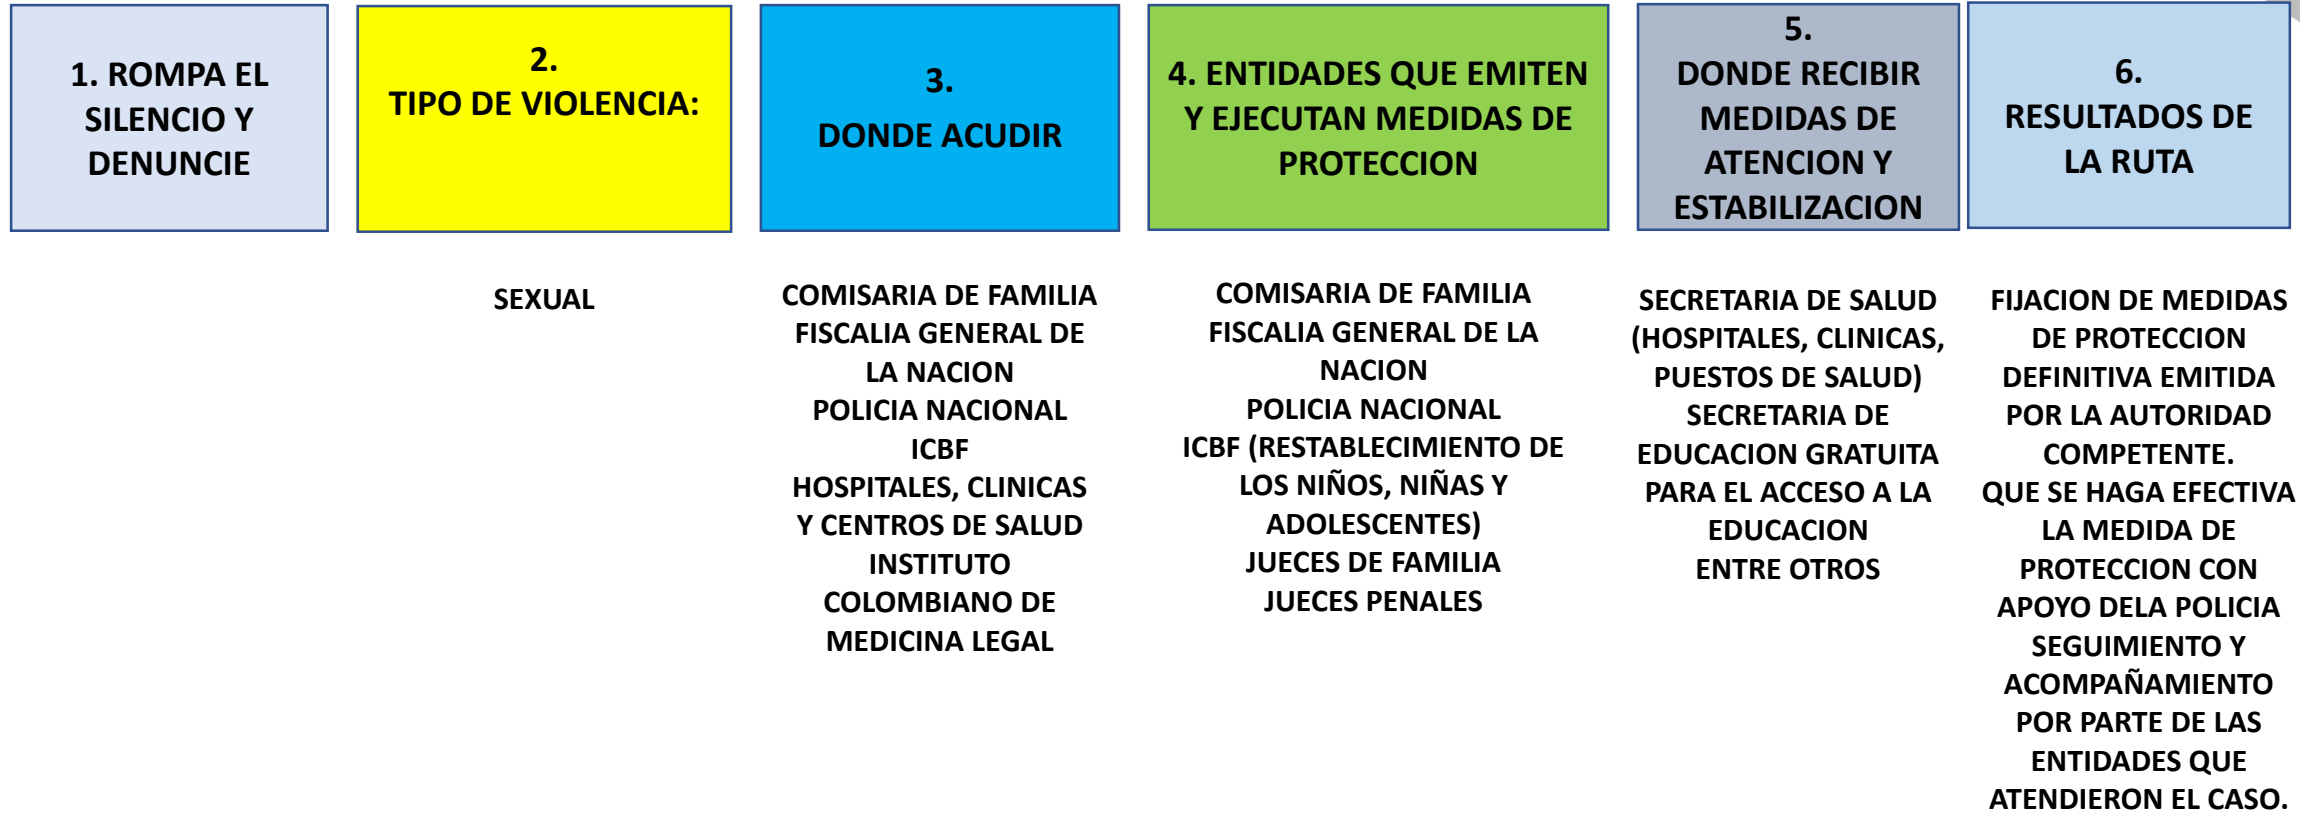 1. ROMPA EL
SILENCIO Y
DENUNCIE
2.
TIPO DE VIOLENCIA:
3.
DONDE ACUDIR
4. ENTIDADES QUE EMITEN
Y EJECUTAN MEDIDAS DE
PROTECCION
5.
DONDE RECIBIR
MEDIDAS DE
ATENCION Y
ESTABILIZACION
6.
RESULTADOS DE
LA RUTA
SEXUAL
COMISARIA DE FAMILIA
FISCALIA GENERAL DE
LA NACION
POLICIA NACIONAL
ICBF
HOSPITALES, CLINICAS
Y CENTROS DE SALUD
INSTITUTO
COLOMBIANO DE
MEDICINA LEGAL
COMISARIA DE FAMILIA
FISCALIA GENERAL DE LA
NACION
POLICIA NACIONAL
ICBF (RESTABLECIMIENTO DE
LOS NIÑOS, NIÑAS Y
ADOLESCENTES)
JUECES DE FAMILIA
JUECES PENALES
SECRETARIA DE SALUD
(HOSPITALES, CLINICAS,
PUESTOS DE SALUD)
SECRETARIA DE
EDUCACION GRATUITA
PARA EL ACCESO A LA
EDUCACION
ENTRE OTROS
FIJACION DE MEDIDAS
DE PROTECCION
DEFINITIVA EMITIDA
POR LA AUTORIDAD
COMPETENTE.
QUE SE HAGA EFECTIVA
LA MEDIDA DE
PROTECCION CON
APOYO DELA POLICIA
SEGUIMIENTO Y
ACOMPAÑAMIENTO
POR PARTE DE LAS
ENTIDADES QUE
ATENDIERON EL CASO.